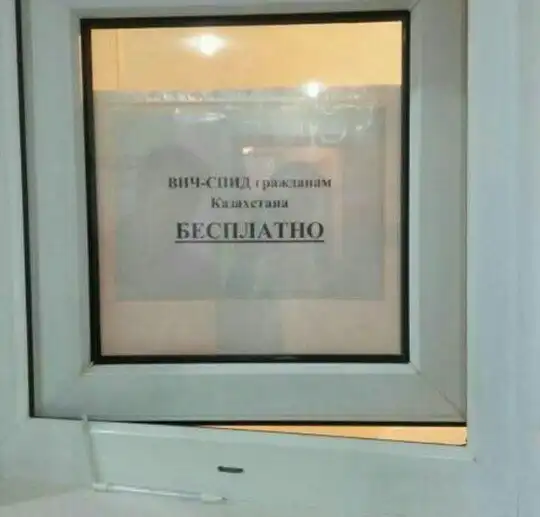 ВИЧ-СПИД гражданам
Казахстана
БЕСПЛАТНО